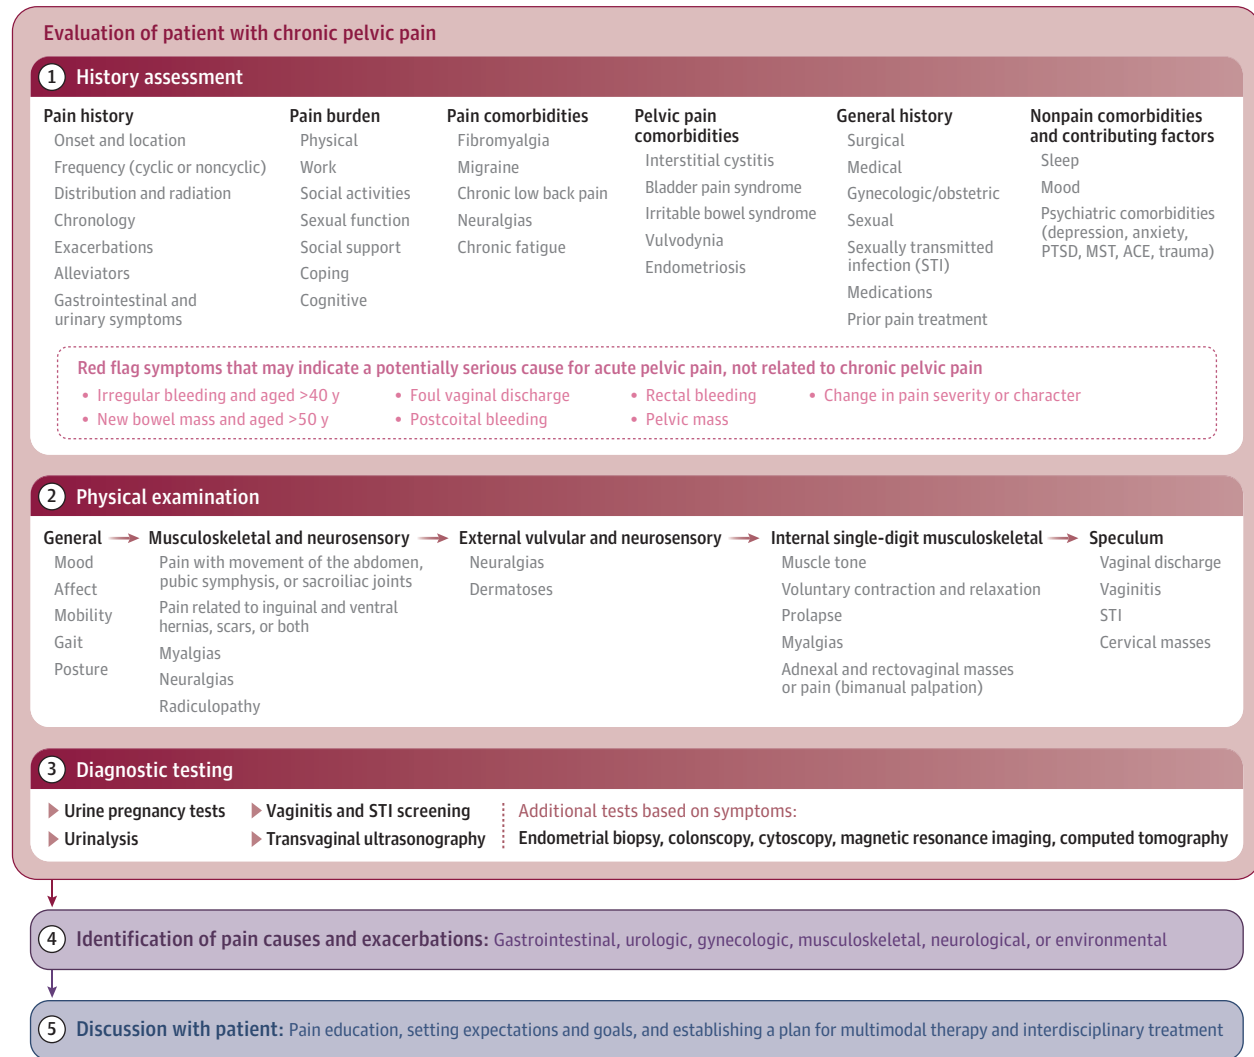 Evaluation of patient with chronic pelvic pain
1 History assessment
Pain history
Onset and location
Frequency (cyclic or noncyclic)
Distribution and radiation
Chronology
Exacerbations
Alleviators
Gastrointestinal and
urinary symptoms
Pain burden
Physical
Work
Social activities
Sexual function
Social support
Coping
Cognitive
Pain comorbidities
Fibromyalgia
Migraine
Chronic low back pain
Neuralgias
Chronic fatigue
Pelvic pain
comorbidities
Interstitial cystitis
Bladder pain syndrome
Irritable bowel syndrome
Vulvodynia
Endometriosis
General history
Surgical
Medical
Gynecologic/obstetric
Sexual
Sexually transmitted
infection (STI)
Medications
Prior pain treatment
Nonpain comorbidities
and contributing factors
Sleep
Mood
Psychiatric comorbidities
(depression, anxiety,
PTSD, MST, ACE, trauma)
Red flag symptoms that may indicate a potentially serious cause for acute pelvic pain, not related to chronic pelvic pain
• Irregular bleeding and aged >40 y
• New bowel mass and aged >50 y
• Foul vaginal discharge
• Postcoital bleeding
• Rectal bleeding
• Pelvic mass
• Change in pain severity or character
2 Physical examination
General
Mood
Affect
Mobility
Gait
Posture
Musculoskeletal and neurosensory
Pain with movement of the abdomen,
pubic symphysis, or sacroiliac joints
Pain related to inguinal and ventral
hernias, scars, or both
Myalgias
Neuralgias
Radiculopathy
External vulvular and neurosensory
Neuralgias
Dermatoses
Internal single-digit musculoskeletal
Muscle tone
Voluntary contraction and relaxation
Prolapse
Myalgias
Adnexal and rectovaginal masses
or pain (bimanual palpation)
Speculum
Vaginal discharge
Vaginitis
STI
Cervical masses
3 Diagnostic testing
Urine pregnancy tests
Urinalysis
Vaginitis and STI screening
Transvaginal ultrasonography
Additional tests based on symptoms:
Endometrial biopsy, colonscopy, cytoscopy, magnetic resonance imaging, computed tomography
4 Identification of pain causes and exacerbations: Gastrointestinal, urologic, gynecologic, musculoskeletal, neurological, or environmental
5 Discussion with patient: Pain education, setting expectations and goals, and establishing a plan for multimodal therapy and interdisciplinary treatment